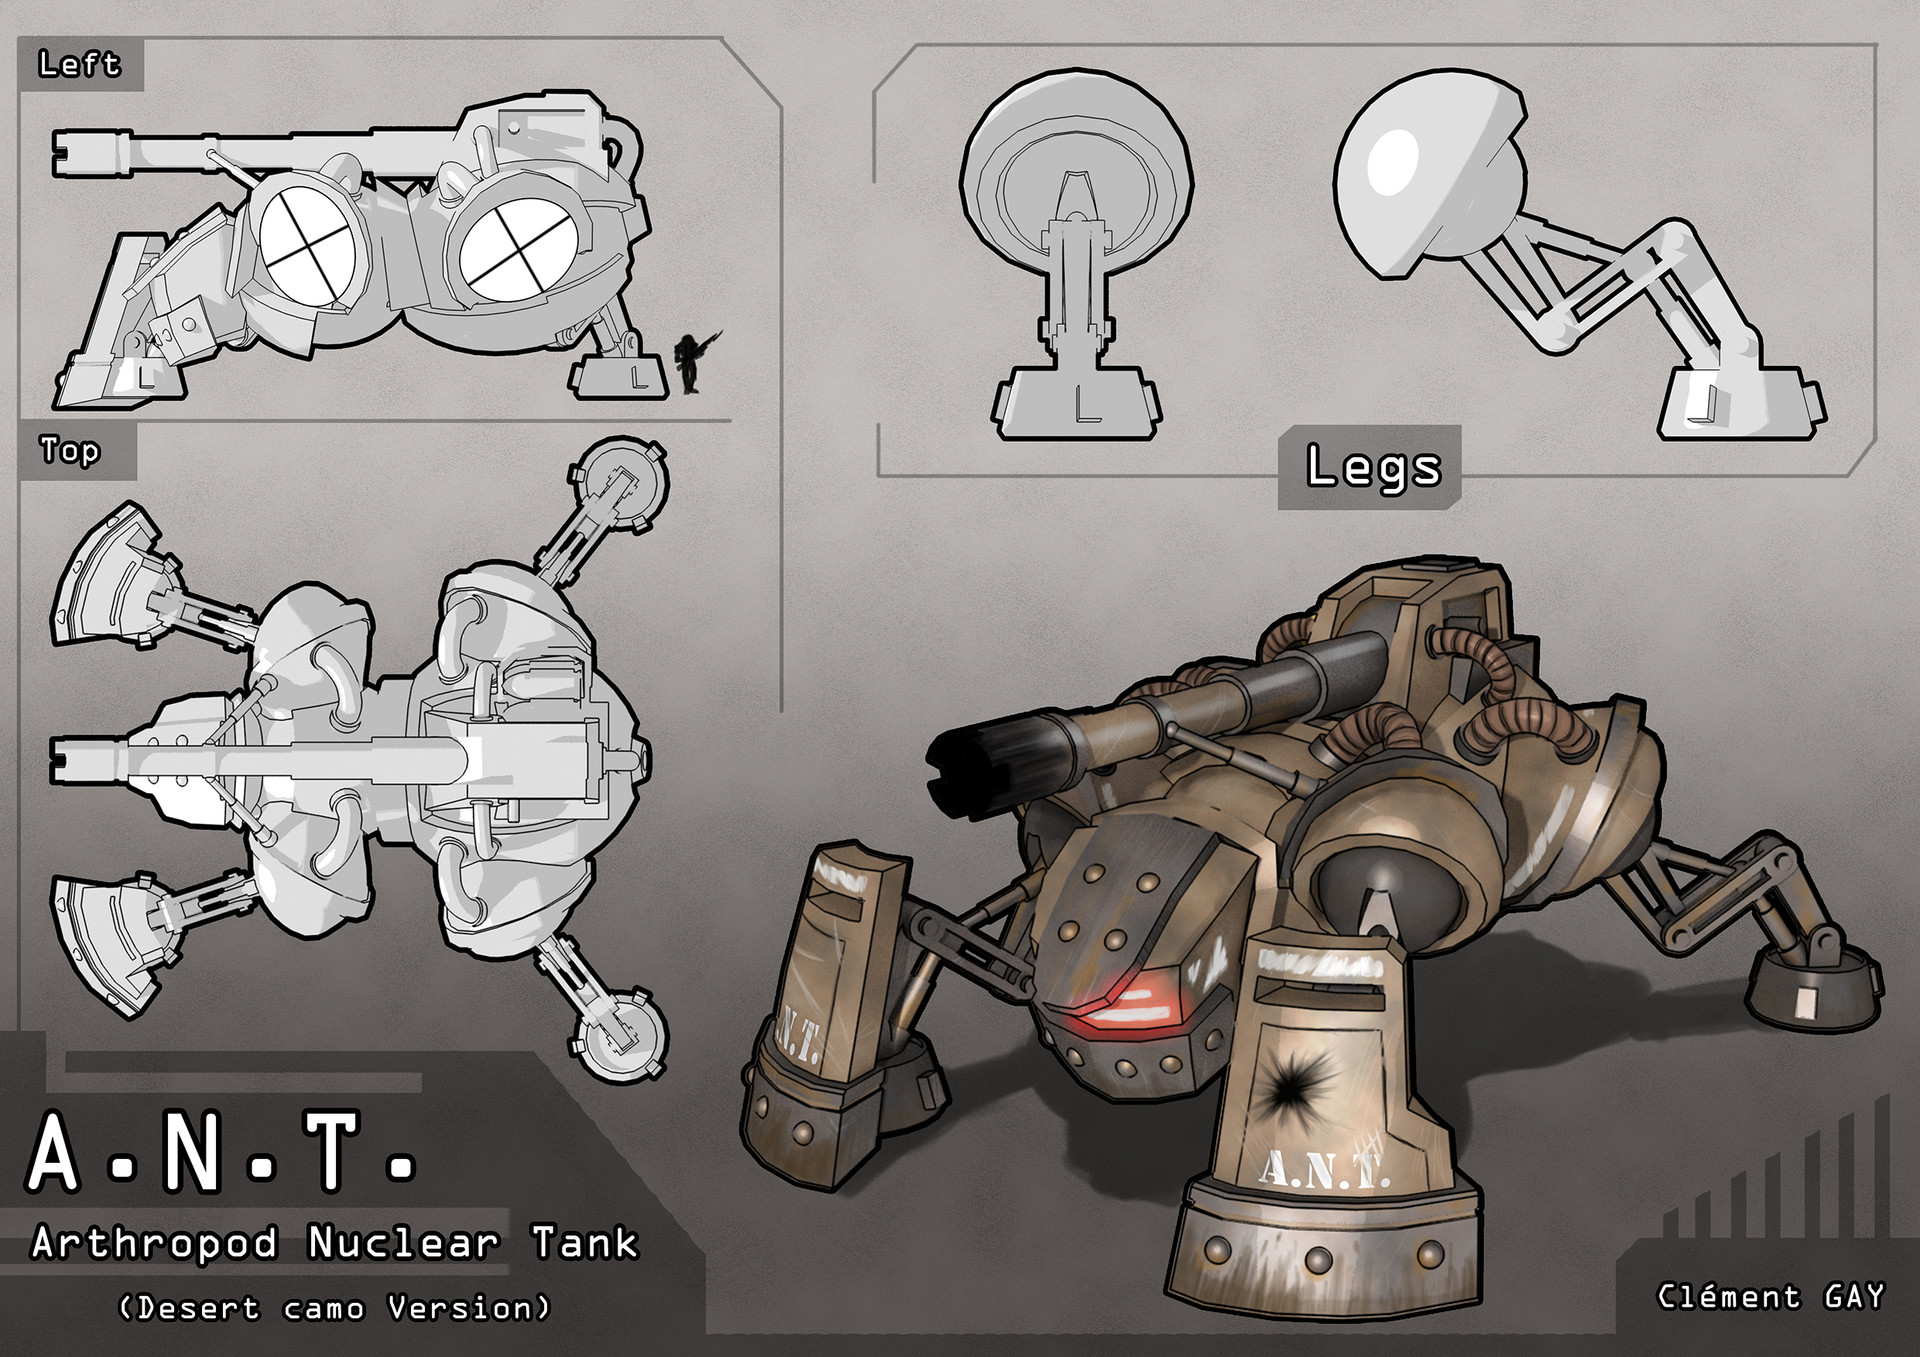 Left
L
L
L
Legs
Top
.N.T.
A.N.T.
A.N.T.
Arthropod Nuclear Tank
(Desert camo Version)
Clément GAY